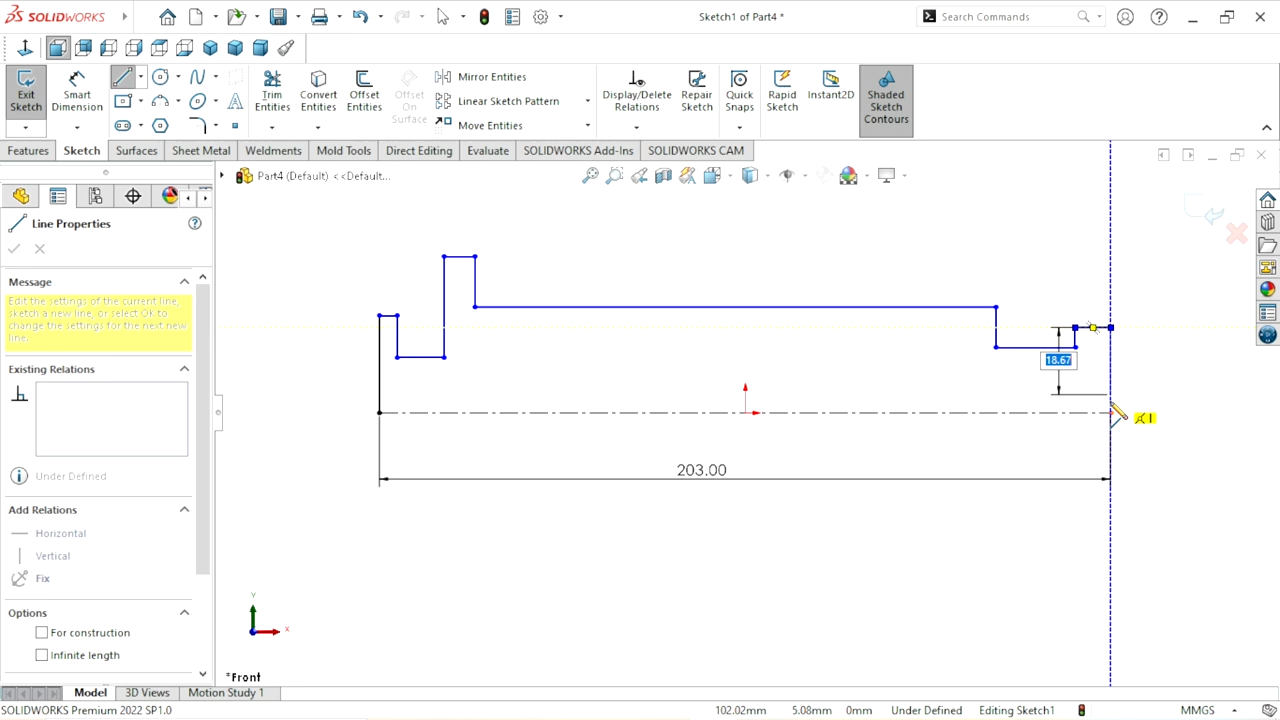 SOLIDWORKS
Sketch1 of Part4 *
Search Commands
Exit Sketch
Smart Dimension
Trim Entities
Convert Entities
Offset Entities
Offset On Surface
Mirror Entities
Linear Sketch Pattern
Move Entities
Display/Delete Relations
Repair Sketch
Quick Snaps
Rapid Sketch
Instant2D
Shaded Sketch Contours
Features
Sketch
Surfaces
Sheet Metal
Weldments
Mold Tools
Direct Editing
Evaluate
SOLIDWORKS Add-Ins
SOLIDWORKS CAM
Part4 (Default) <<Default...
Line Properties
Message
Edit the settings of the current line,
sketch a new line, or select Ok to
change the settings for the next new
line.
Existing Relations
Under Defined
Add Relations
Horizontal
Vertical
Fix
Options
For construction
Infinite length
18.67
203.00
Y
X
*Front
Model
3D Views
Motion Study 1
SOLIDWORKS Premium 2022 SP1.0
102.02mm
5.08mm
0mm
Under Defined
Editing Sketch1
MMGS